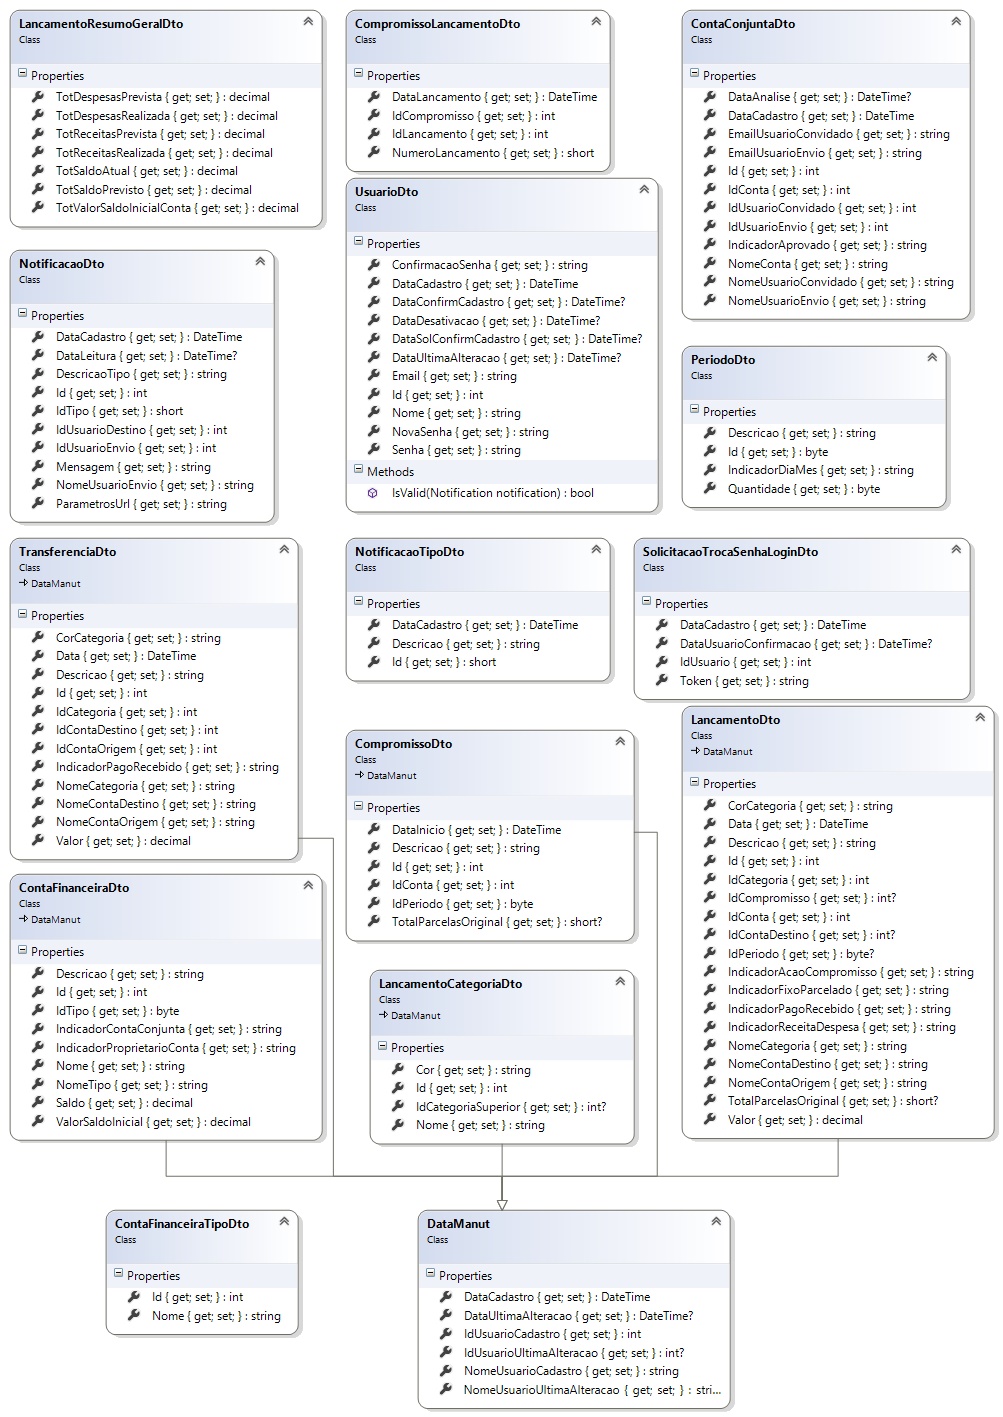 LancamentoResumoGeralDto
Class
Properties
TotDespesasPrevista { get; set; } : decimal
TotDespesasRealizada { get; set; } : decimal
TotReceitasPrevista { get; set; } : decimal
TotReceitasRealizada { get; set; } : decimal
TotSaldoAtual { get; set; } : decimal
TotSaldoPrevisto { get; set; } : decimal
TotValorSaldoInicialConta { get; set; } : decimal
CompromissoLancamentoDto
Class
Properties
DataLancamento { get; set; } : DateTime
IdCompromisso { get; set; } : int
IdLancamento { get; set; } : int
NumeroLancamento { get; set; } : short
ContaConjuntaDto
Class
Properties
DataAnalise { get; set; } : DateTime?
DataCadastro { get; set; } : DateTime
EmailUsuarioConvidado { get; set; } : string
EmailUsuarioEnvio { get; set; } : string
Id { get; set; } : int
IdConta { get; set; } : int
IdUsuarioConvidado { get; set; } : int
IdUsuarioEnvio { get; set; } : int
IndicadorAprovado { get; set; } : string
NomeConta { get; set; } : string
NomeUsuarioConvidado { get; set; } : string
NomeUsuarioEnvio { get; set; } : string
UsuarioDto
Class
Properties
ConfirmacaoSenha { get; set; } : string
DataCadastro { get; set; } : DateTime
DataConfirmCadastro { get; set; } : DateTime?
DataDesativacao { get; set; } : DateTime?
DataSolConfirmCadastro { get; set; } : DateTime?
DataUltimaAlteracao { get; set; } : DateTime?
Email { get; set; } : string
Id { get; set; } : int
Nome { get; set; } : string
NovaSenha { get; set; } : string
Senha { get; set; } : string
Methods
IsValid(Notification notification) : bool
NotificacaoDto
Class
Properties
DataCadastro { get; set; } : DateTime
DataLeitura { get; set; } : DateTime?
DescricaoTipo { get; set; } : string
Id { get; set; } : int
IdTipo { get; set; } : short
IdUsuarioDestino { get; set; } : int
IdUsuarioEnvio { get; set; } : int
Mensagem { get; set; } : string
NomeUsuarioEnvio { get; set; } : string
ParametrosUrl { get; set; } : string
PeriodoDto
Class
Properties
Descricao { get; set; } : string
Id { get; set; } : byte
IndicadorDiaMes { get; set; } : string
Quantidade { get; set; } : byte
TransferenciaDto
Class
DataManut
Properties
CorCategoria { get; set; } : string
Data { get; set; } : DateTime
Descricao { get; set; } : string
Id { get; set; } : int
IdCategoria { get; set; } : int
IdContaDestino { get; set; } : int
IdContaOrigem { get; set; } : int
IndicadorPagoRecebido { get; set; } : string
NomeCategoria { get; set; } : string
NomeContaDestino { get; set; } : string
NomeContaOrigem { get; set; } : string
Valor { get; set; } : decimal
NotificacaoTipoDto
Class
Properties
DataCadastro { get; set; } : DateTime
Descricao { get; set; } : string
Id { get; set; } : short
SolicitacaoTrocaSenhaLoginDto
Class
Properties
DataCadastro { get; set; } : DateTime
DataUsuarioConfirmacao { get; set; } : DateTime?
IdUsuario { get; set; } : int
Token { get; set; } : string
CompromissoDto
Class
DataManut
Properties
DataInicio { get; set; } : DateTime
Descricao { get; set; } : string
Id { get; set; } : int
IdConta { get; set; } : int
IdPeriodo { get; set; } : byte
TotalParcelasOriginal { get; set; } : short?
LancamentoDto
Class
DataManut
Properties
CorCategoria { get; set; } : string
Data { get; set; } : DateTime
Descricao { get; set; } : string
Id { get; set; } : int
IdCategoria { get; set; } : int
IdCompromisso { get; set; } : int?
IdConta { get; set; } : int
IdContaDestino { get; set; } : int?
IdPeriodo { get; set; } : byte?
IndicadorAcaoCompromisso { get; set; } : string
IndicadorFixoParcelado { get; set; } : string
IndicadorPagoRecebido { get; set; } : string
IndicadorReceitaDespesa { get; set; } : string
NomeCategoria { get; set; } : string
NomeContaDestino { get; set; } : string
NomeContaOrigem { get; set; } : string
TotalParcelasOriginal { get; set; } : short?
Valor { get; set; } : decimal
ContaFinanceiraDto
Class
DataManut
Properties
Descricao { get; set; } : string
Id { get; set; } : int
IdTipo { get; set; } : byte
IndicadorContaConjunta { get; set; } : string
IndicadorProprietarioConta { get; set; } : string
Nome { get; set; } : string
NomeTipo { get; set; } : string
Saldo { get; set; } : decimal
ValorSaldoInicial { get; set; } : decimal
LancamentoCategoriaDto
Class
DataManut
Properties
Cor { get; set; } : string
Id { get; set; } : int
IdCategoriaSuperior { get; set; } : int?
Nome { get; set; } : string
ContaFinanceiraTipoDto
Class
Properties
Id { get; set; } : int
Nome { get; set; } : string
DataManut
Class
Properties
DataCadastro { get; set; } : DateTime
DataUltimaAlteracao { get; set; } : DateTime?
IdUsuarioCadastro { get; set; } : int
IdUsuarioUltimaAlteracao { get; set; } : int?
NomeUsuarioCadastro { get; set; } : string
NomeUsuarioUltimaAlteracao { get; set; } : stri...